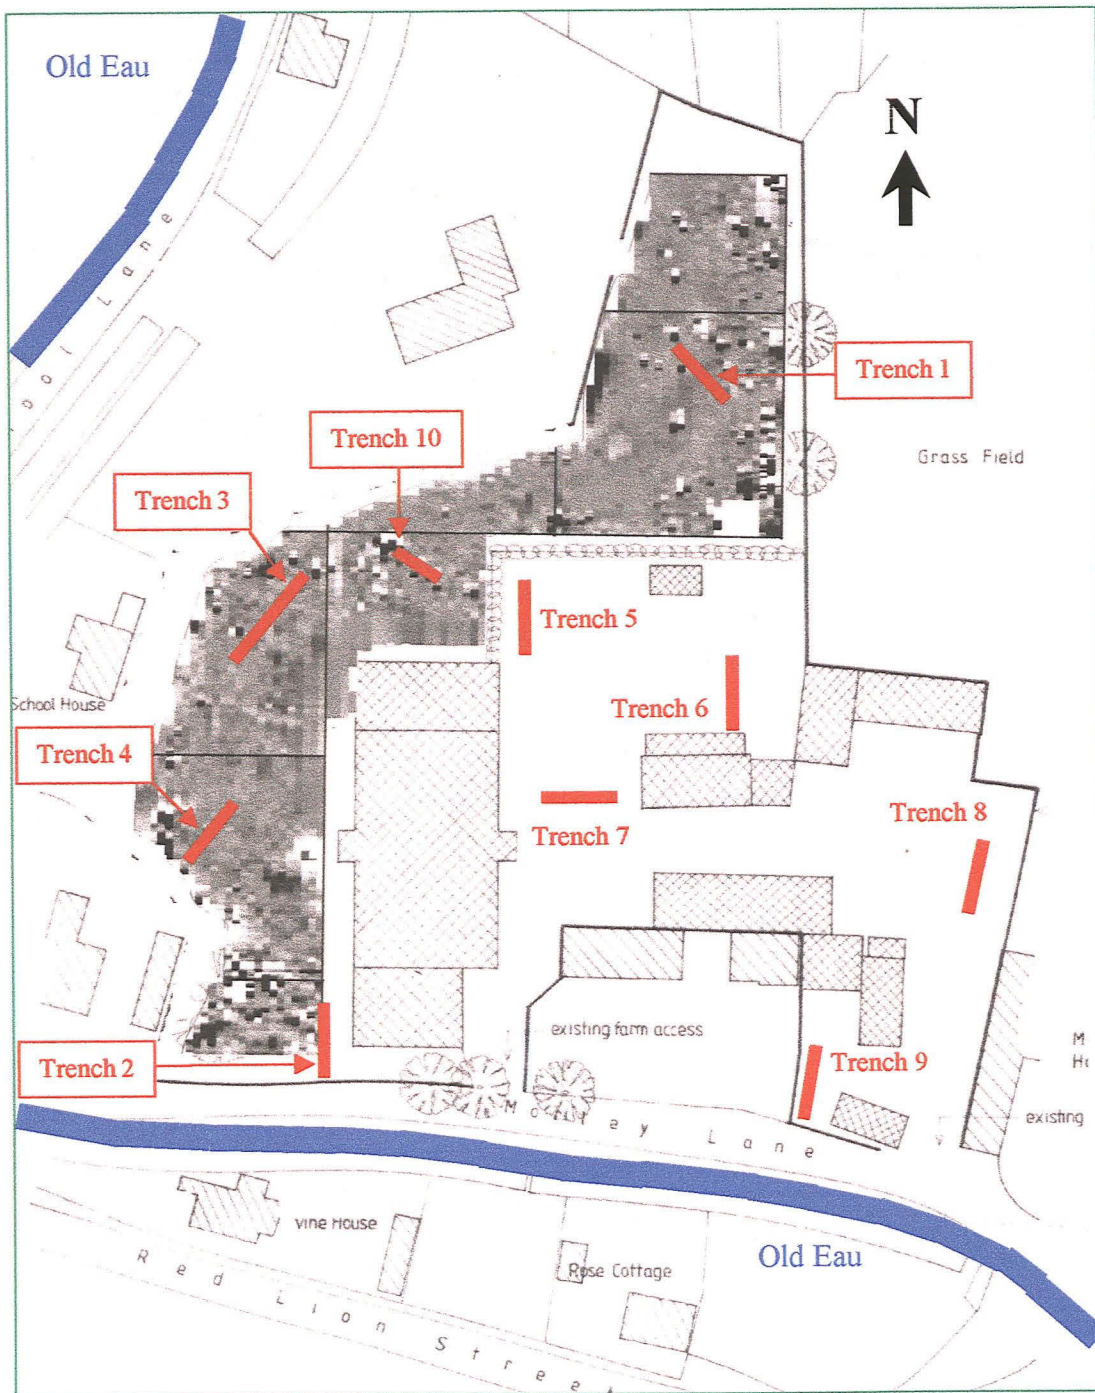 Old Eau
N
Trench 1
Trench 10
Grass Field
Trench 3
Trench 5
Trench 6
School House
Trench 4
Trench 7
Trench 8
existing farm access
Trench 9
Trench 2
existing
Lane
Vine House
Rose Cottage
Old Eau
Red Lion Street